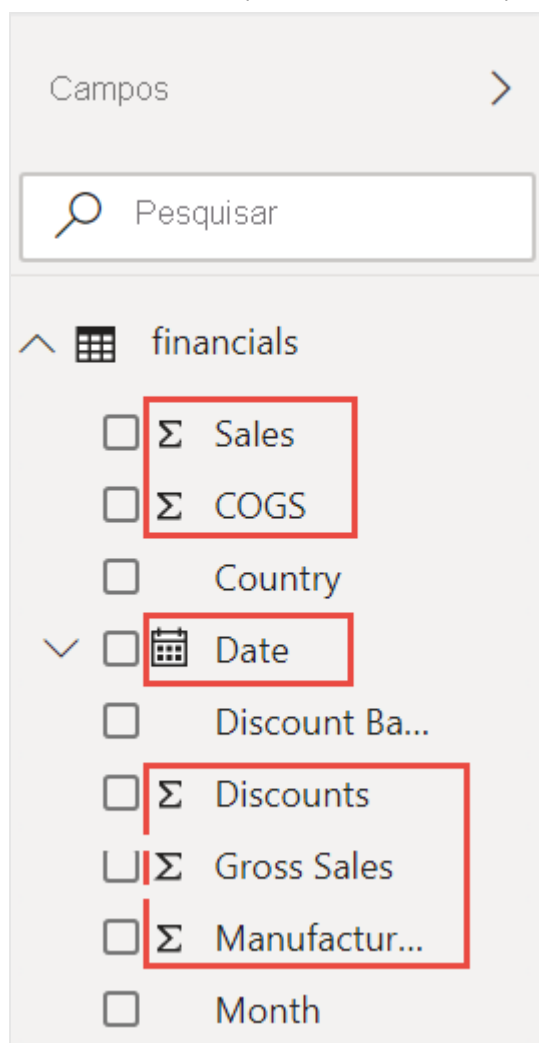 Campos
Pesquisar
financials
Σ Sales
Σ COGS
Country
Date
Discount Ba...
Σ Discounts
Σ Gross Sales
Σ Manufactur...
Month